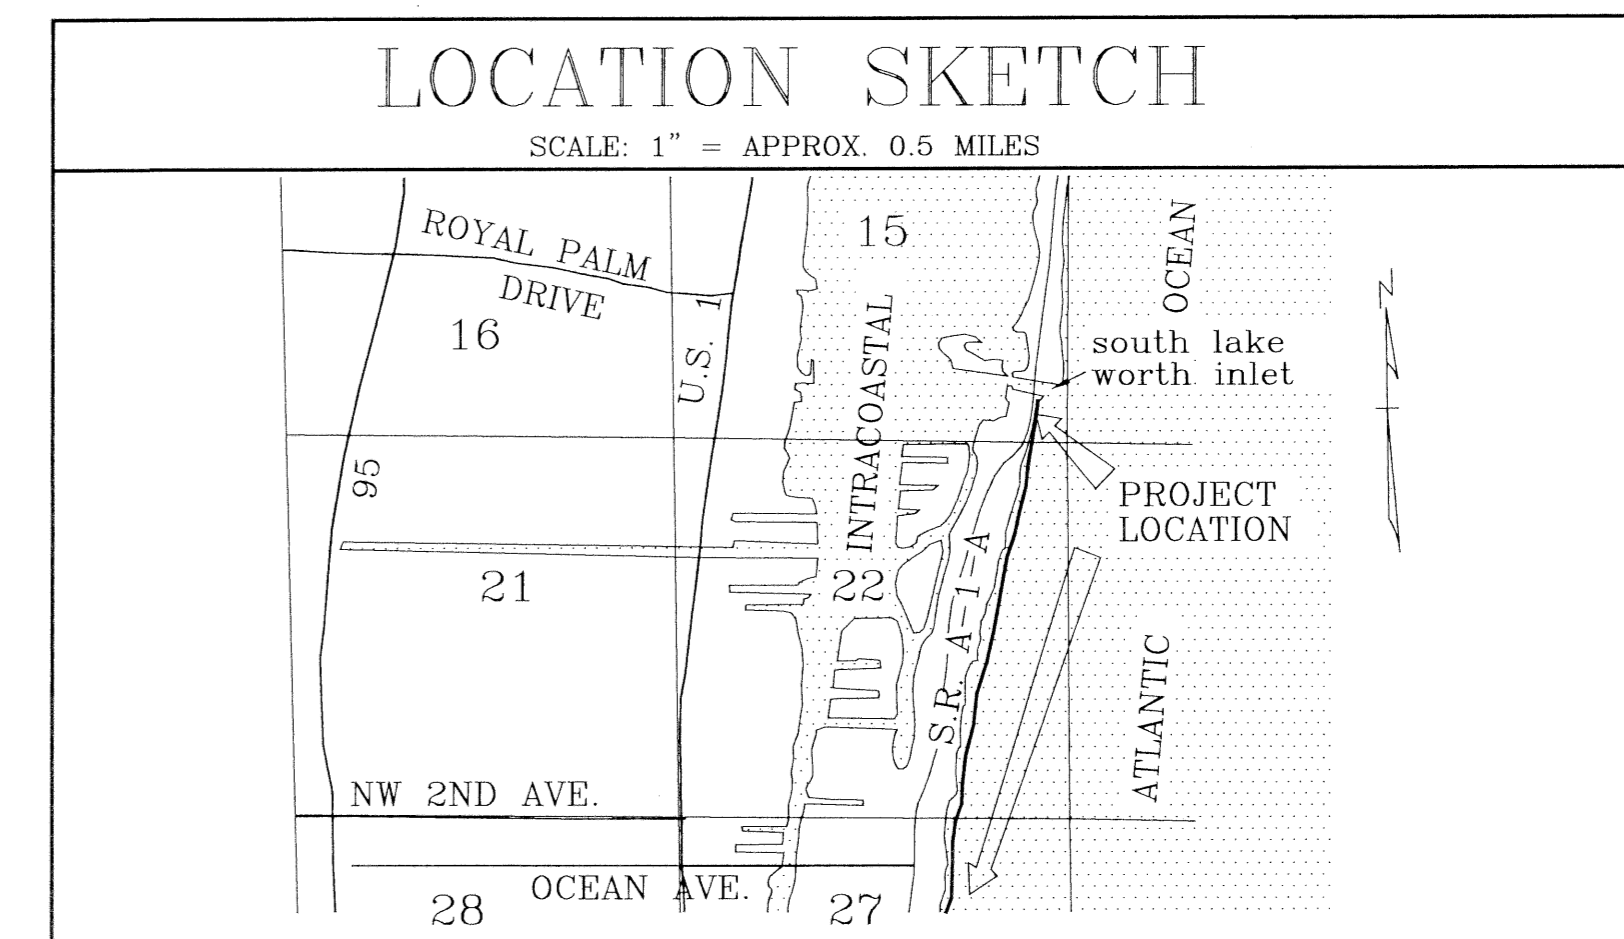 LOCATION SKETCH
SCALE: 1" = APPROX. 0.5 MILES
ROYAL PALM
DRIVE
15
16
OCEAN
N
U.S. 1
INTRACOASTAL
south lake
worth inlet
95
PROJECT
LOCATION
21
22
S.R. A-1-A
ATLANTIC
NW 2ND AVE.
OCEAN AVE.
28
27